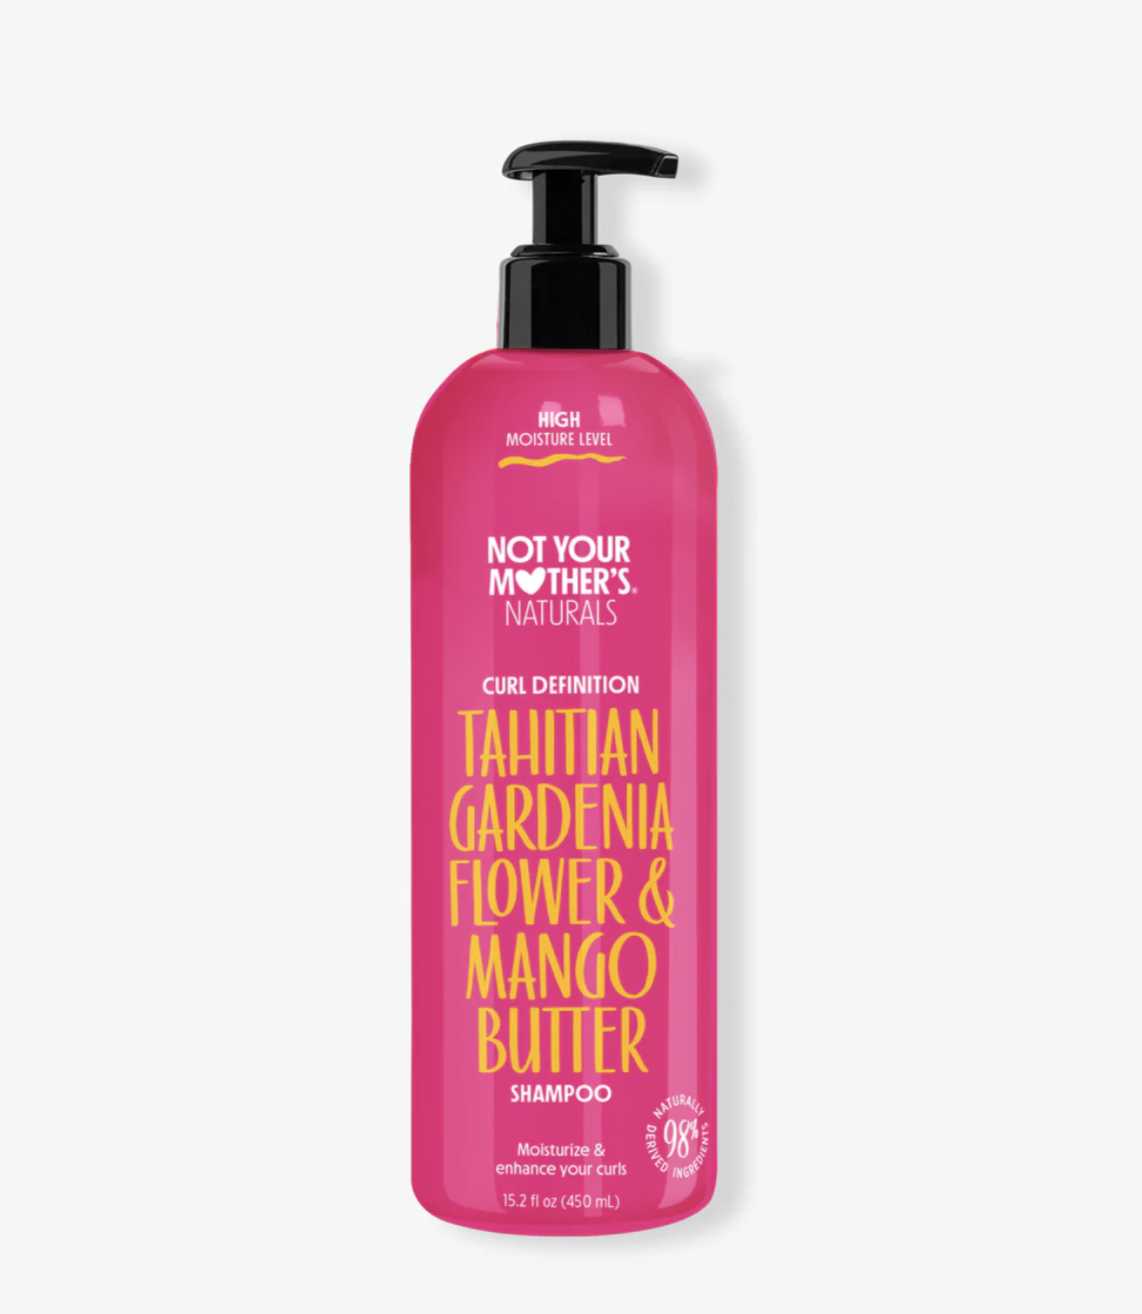 HIGH
MOISTURE LEVEL
NOT YOUR
MOTHER'S®
NATURALS
CURL DEFINITION
TAHITIAN
GARDENIA
FLOWER &
MANGO
BUTTER
SHAMPOO
NATURALLY
DERIVED INGREDIENTS
98%
Moisturize &
enhance your curls
15.2 fl oz (450 mL)